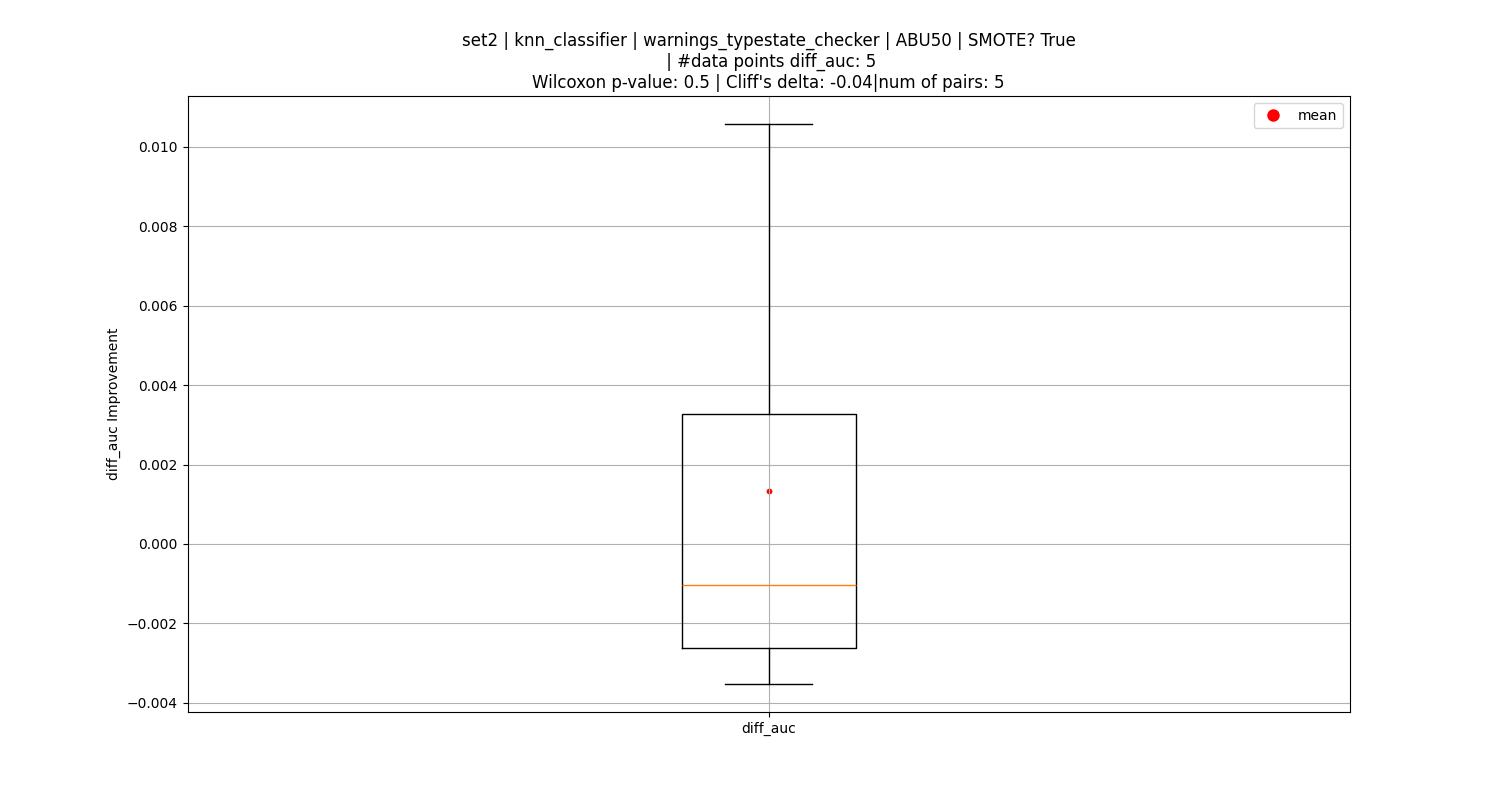 set2 | knn_classifier | warnings_typestate_checker | ABU50 | SMOTE? True
| #data points diff_auc: 5
Wilcoxon p-value: 0.5 | Cliff's delta: -0.04|num of pairs: 5
mean
0.010
0.008
0.006
0.004
0.002
0.000
−0.002
−0.004
diff_auc Improvement
diff_auc